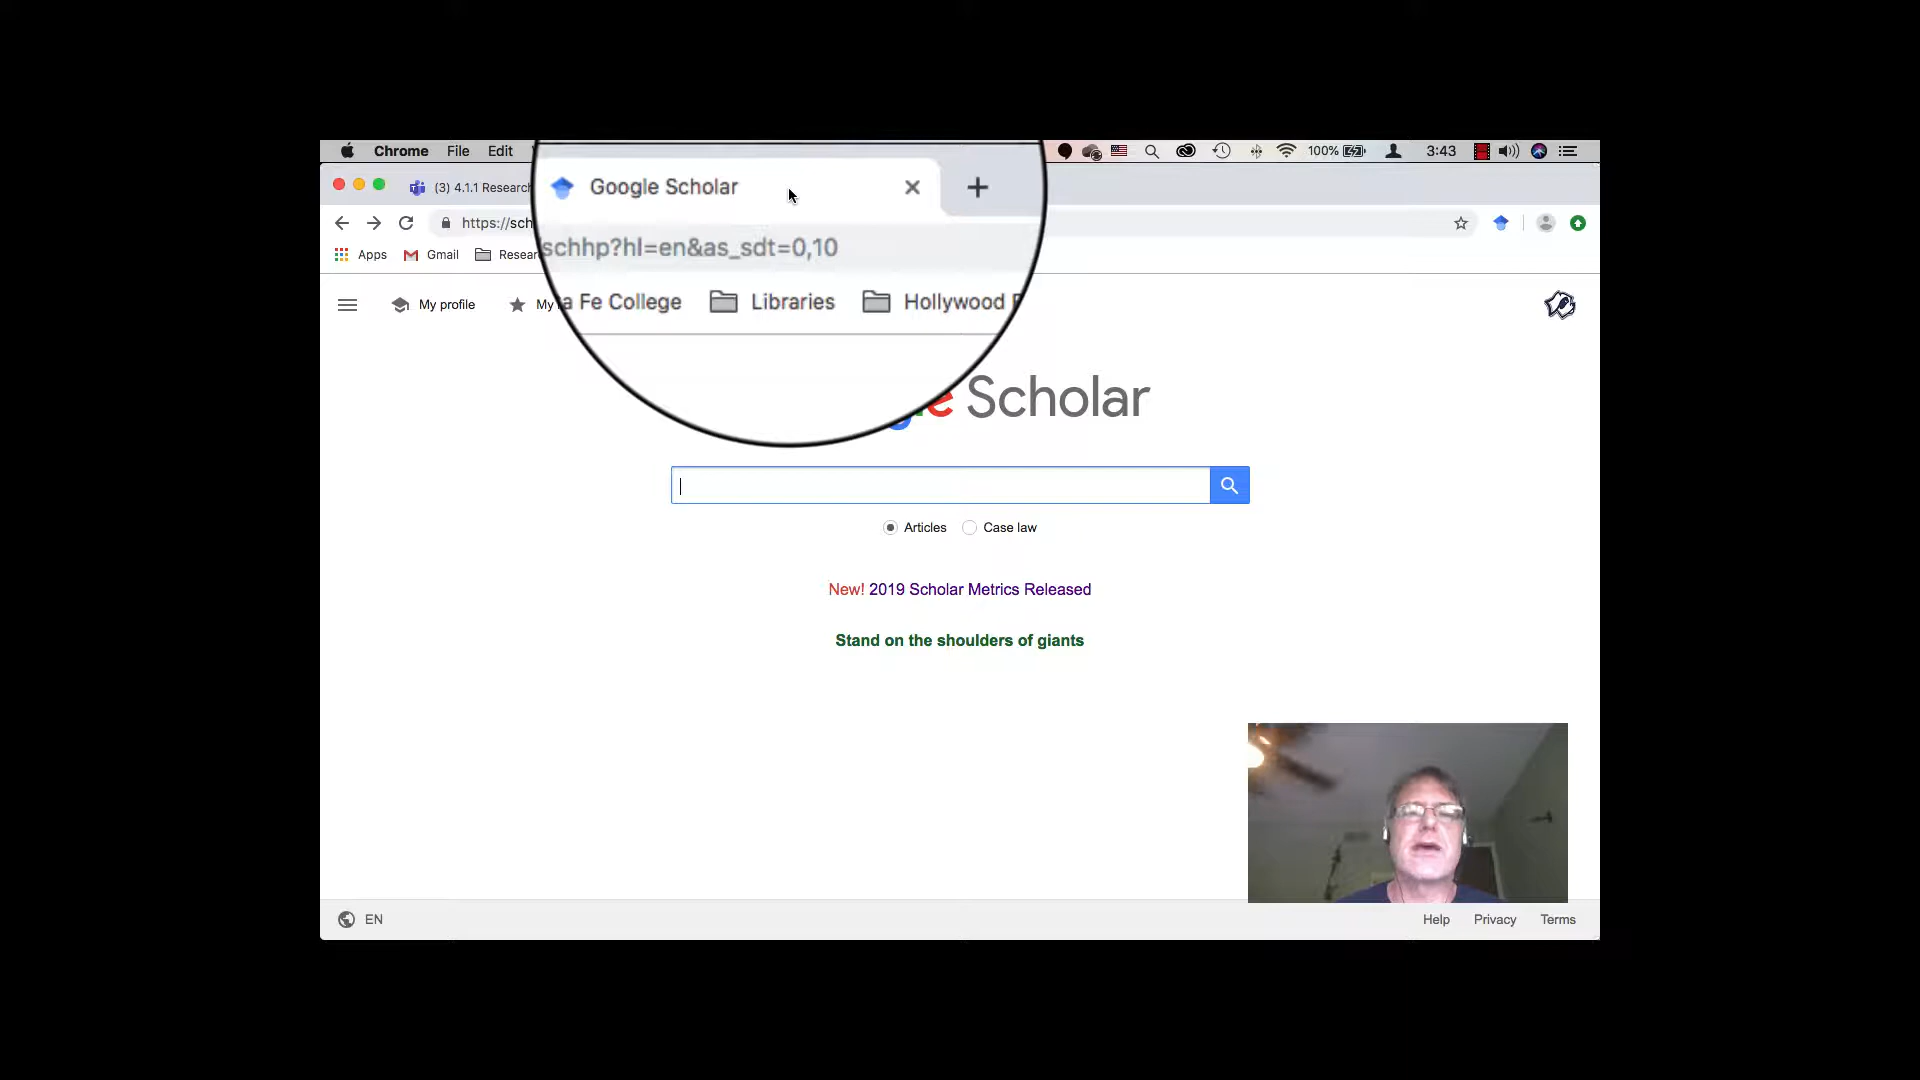 Chrome File Edit
100% 3:43
(3) 4.1.1 Research
Google Scholar
https://sch
schhp?hl=en&as_sdt=0,10
Apps Gmail Resear
a Fe College Libraries Hollywood
My profile My
Scholar
Articles Case law
New! 2019 Scholar Metrics Released
Stand on the shoulders of giants
EN Help Privacy Terms